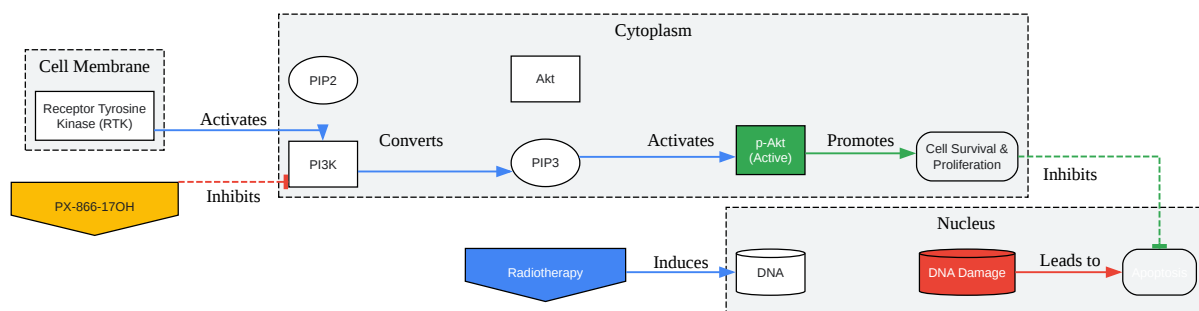 Cytoplasm
Cell Membrane
PIP2
Akt
Receptor Tyrosine
Kinase (RTK)
Activates
PI3K
Converts
PIP3
Activates
p-Akt
(Active)
Promotes
Cell Survival &
Proliferation
PX-866-17OH
Inhibits
Inhibits
Nucleus
Radiotherapy
Induces
DNA
DNA Damage
Leads to
Apoptosis